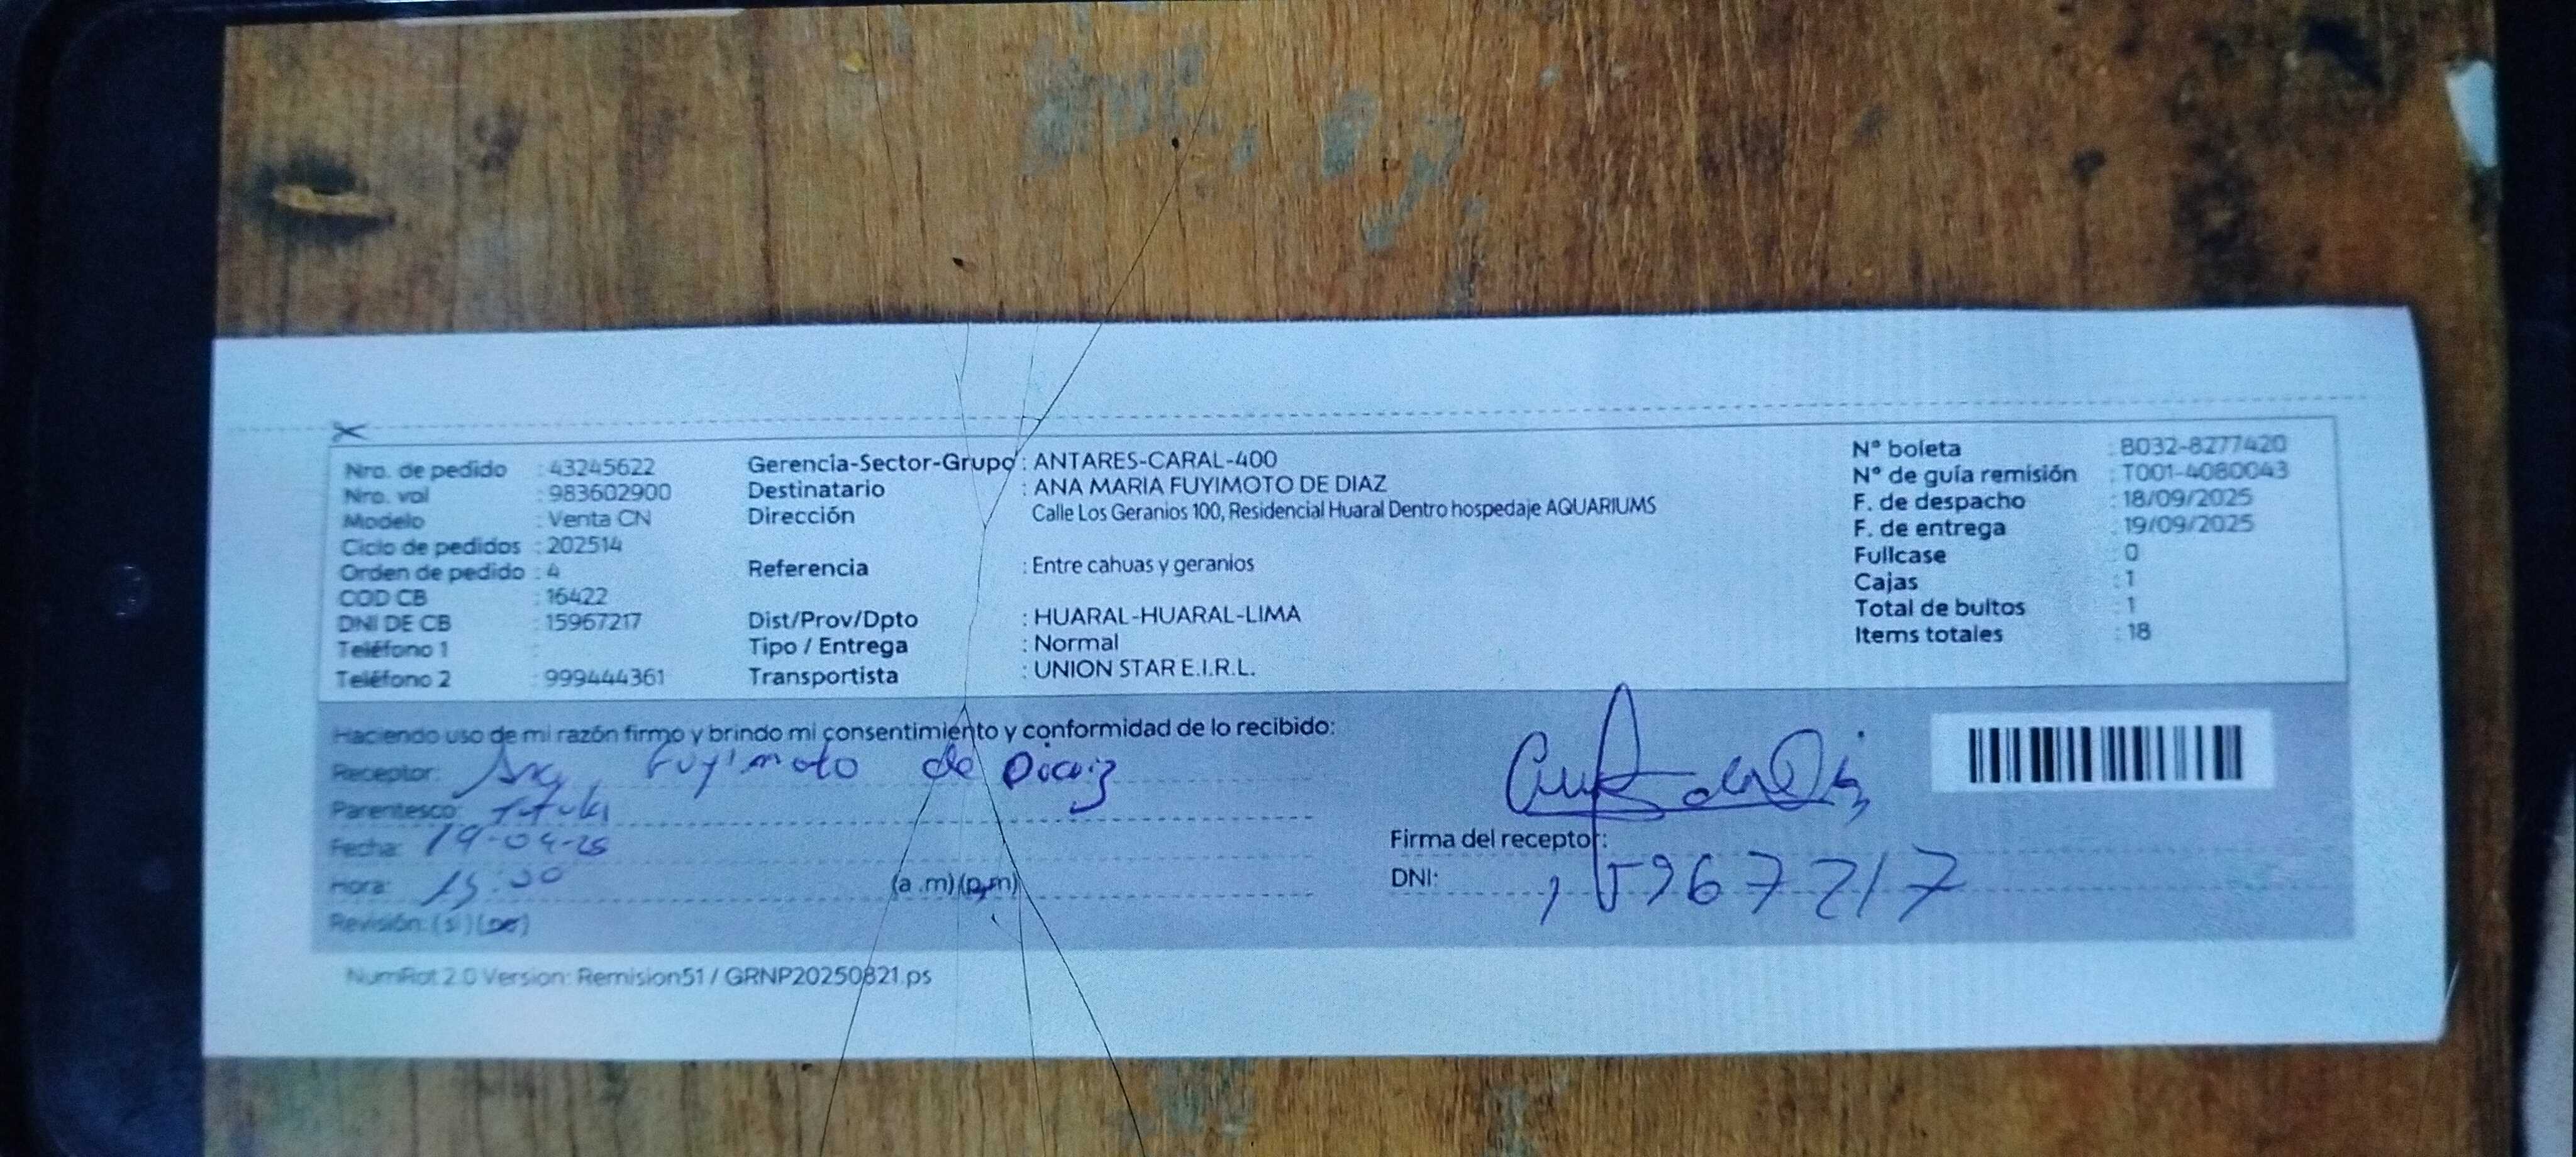 Nro. de pedido : 43245622
Nro. vol : 983602900
Modelo : Venta CN
Ciclo de pedidos : 202514
Orden de pedido : 4
COD CB : 16422
DNI DE CB : 15967217
Teléfono 1 :
Teléfono 2 : 999444361
Gerencia-Sector-Grupo : ANTARES-CARAL-400
Destinatario : ANA MARIA FUYIMOTO DE DIAZ
Dirección Calle Los Geranios 100, Residencial Huaral Dentro hospedaje AQUARIUMS
Referencia : Entre cahuas y geranios
Dist/Prov/Dpto : HUARAL-HUARAL-LIMA
Tipo / Entrega : Normal
Transportista : UNION STAR E.I.R.L.
N° boleta : B032-8277420
N° de guía remisión : T001-4080043
F. de despacho : 18/09/2025
F. de entrega : 19/09/2025
Fullcase : 0
Cajas : 1
Total de bultos : 1
Items totales : 18
Haciendo uso de mi razón firmo y brindo mi consentimiento y conformidad de lo recibido:
Receptor: Ana Fuyimoto de Diaz
Parentesco:
Fecha:
Hora: 15:00 (a.m)(p.m)
Revisión: (si)(no)
Firma del receptor:
DNI: 15967217
NumRot 2.0 Version: Remision51 / GRNP20250821.ps